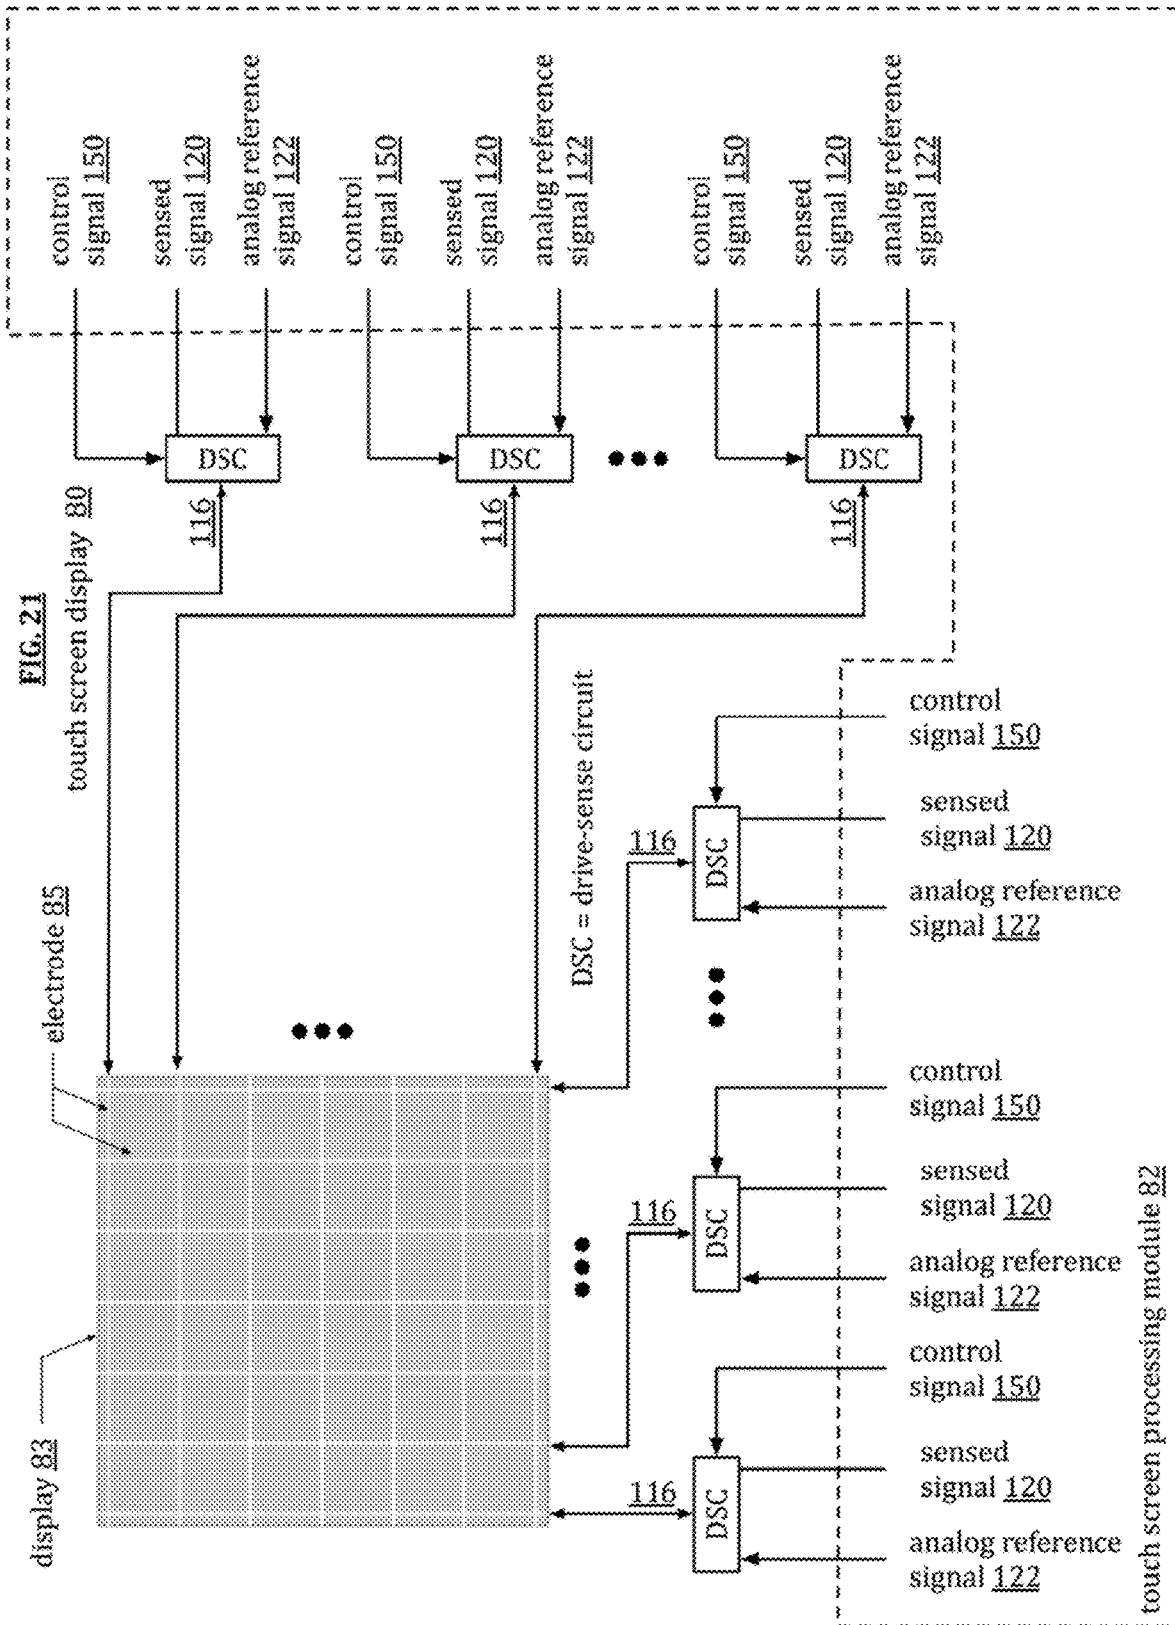 FIG. 21
touch screen display 80
control
signal 150
sensed
signal 120
analog reference
signal 122
DSC
116
control
signal 150
sensed
signal 120
analog reference
signal 122
DSC
116
control
signal 150
sensed
signal 120
analog reference
signal 122
DSC
116
electrode 85
display 83
DSC = drive-sense circuit
116
DSC
control
signal 150
sensed
signal 120
analog reference
signal 122
116
DSC
control
signal 150
sensed
signal 120
analog reference
signal 122
116
DSC
control
signal 150
sensed
signal 120
analog reference
signal 122
touch screen processing module 82